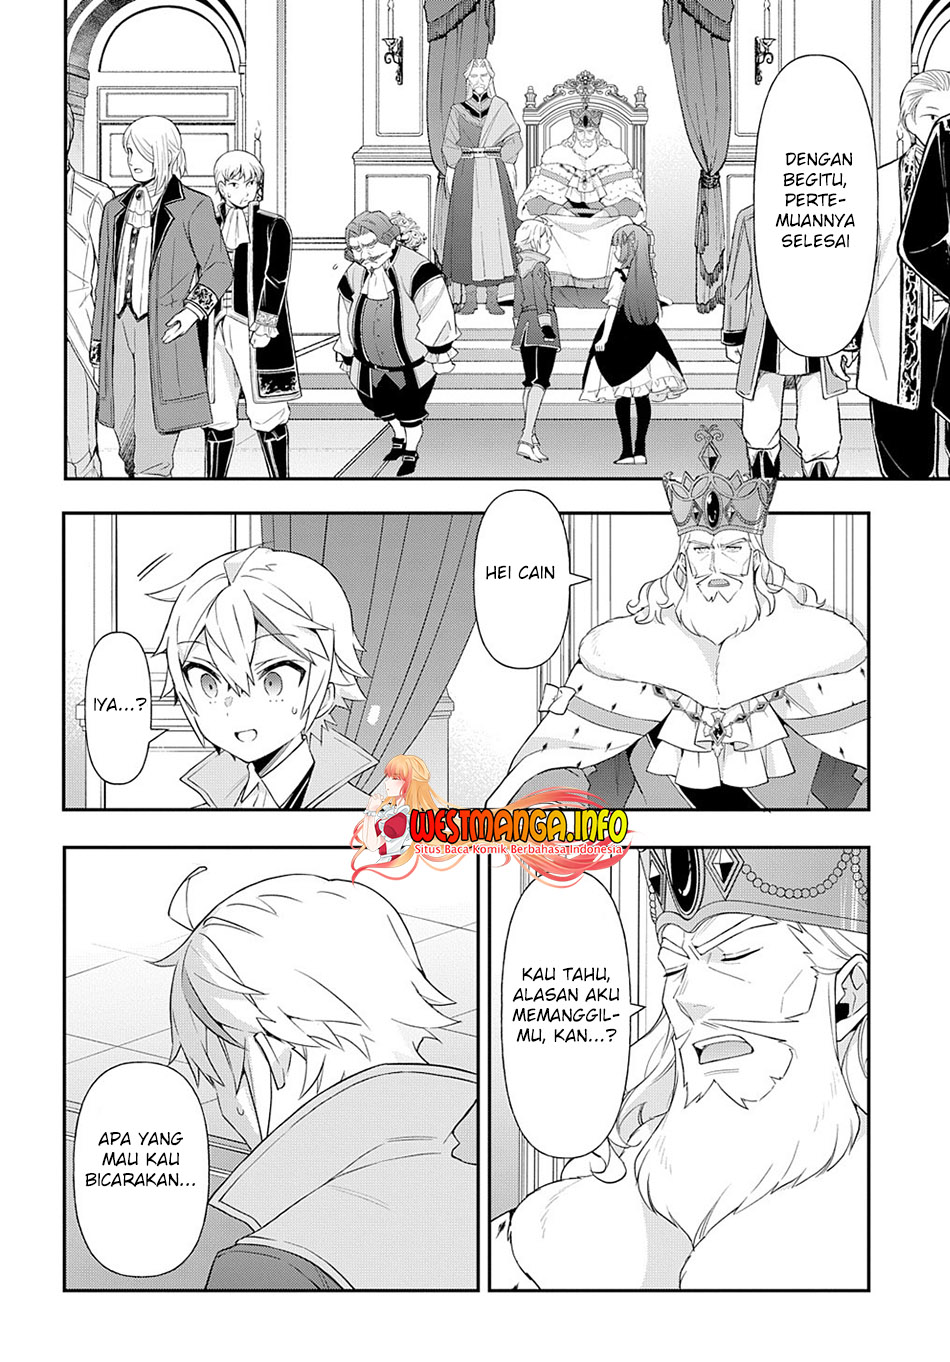 DENGAN
BEGITU,
PERTE-
MUANNYA
SELESAI
HEI CAIN
IYA...?
WESTMANGA.INFO
Situs Baca Komik Berbahasa Indonesia
KAU TAHU,
ALASAN AKU
MEMANGGIL-
MU, KAN...?
APA YANG
MAU KAU
BICARAKAN...